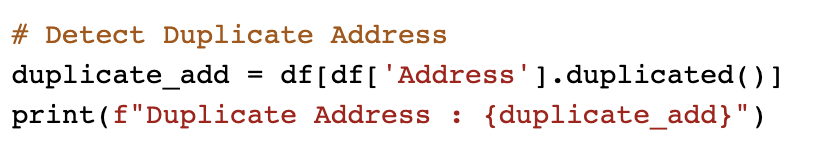 # Detect Duplicate Address
duplicate_add = df[df['Address'].duplicated()]
print(f"Duplicate Address : {duplicate_add}")